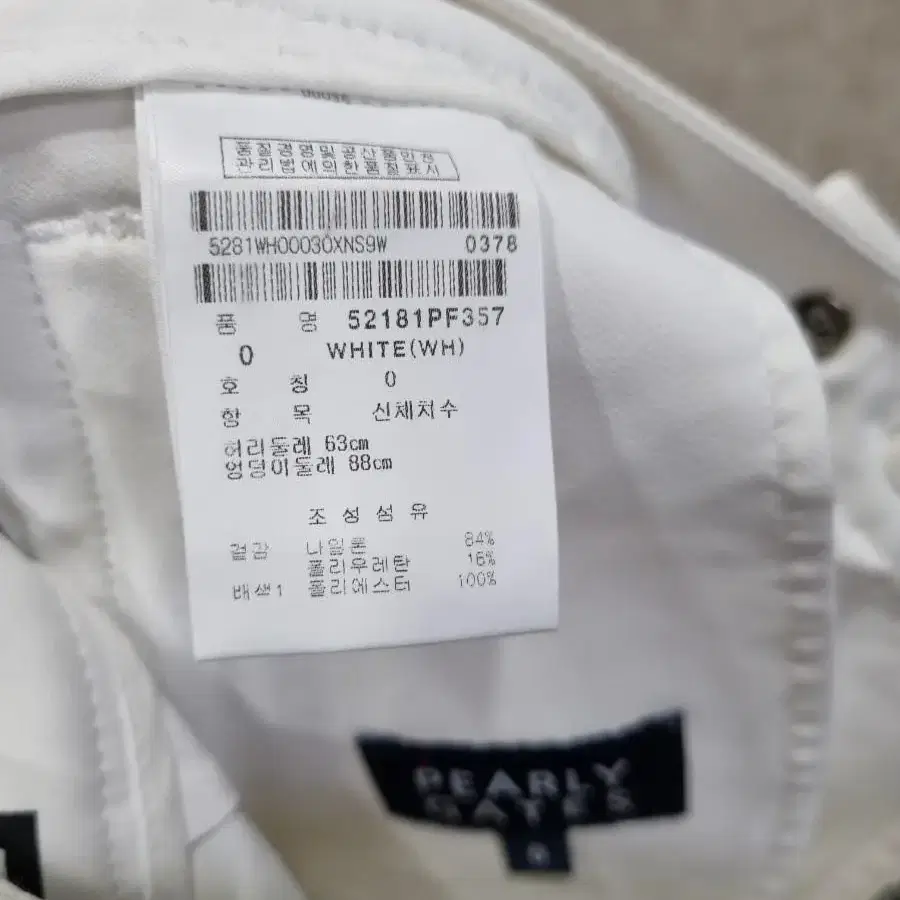 품질경영및공산품안전
관리법에의한품질표시
5281WH00030XNS9W 0378
품 명 52181PF357
0 WHITE(WH)
호 칭 0
항 목 신체치수
허리둘레 63cm
엉덩이둘레 88cm
조 성 섬 유
겉감 나일론 84%
폴리우레탄 16%
배색1 폴리에스터 100%
PEARLY
GATES
0